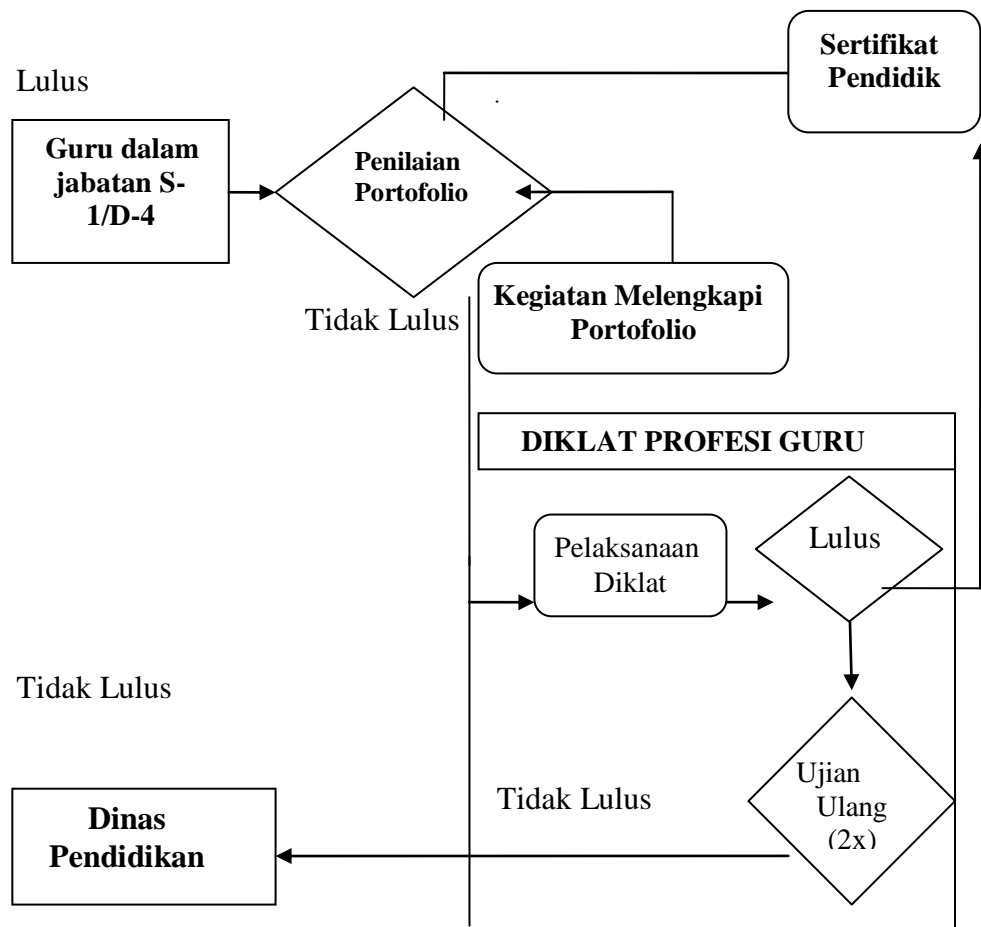 Sertifikat
Pendidik
Lulus
Guru dalam
jabatan S-
1/D-4
Penilaian
Portofolio
Kegiatan Melengkapi
Portofolio
Tidak Lulus
DIKLAT PROFESI GURU
Pelaksanaan
Diklat
Lulus
Tidak Lulus
Ujian
Ulang
(2x)
Tidak Lulus
Dinas
Pendidikan